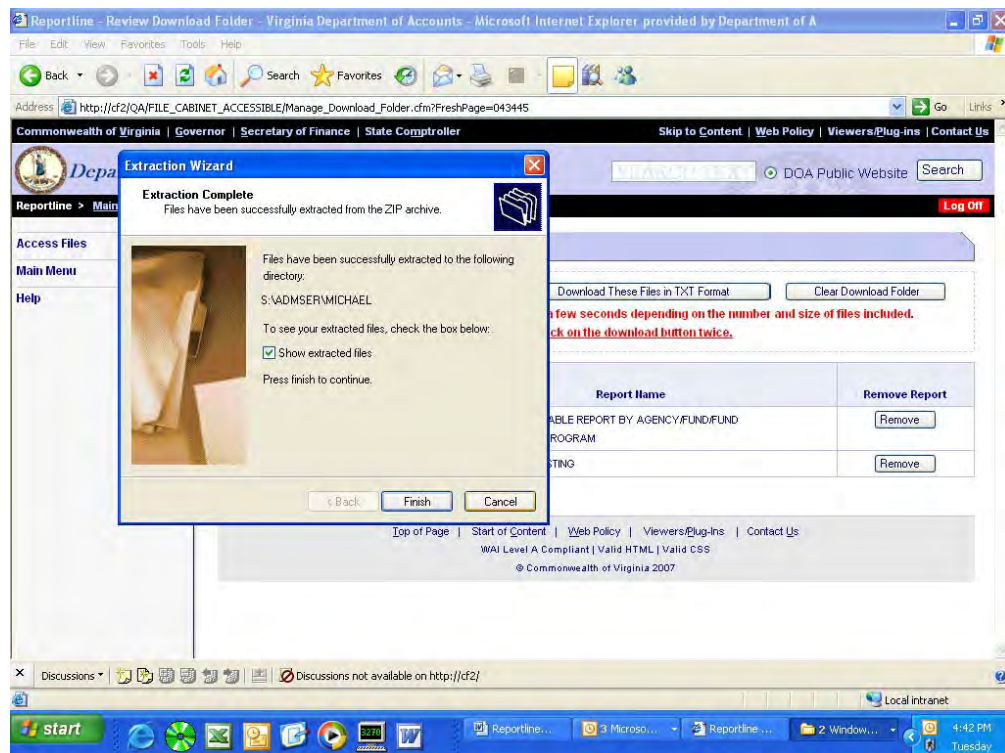 Reportline - Review Download Folder - Virginia Department of Accounts - Microsoft Internet Explorer provided by Department of A
File Edit View Favorites Tools Help
Back Search Favorites
Address http://cf2/QA/FILE_CABINET_ACCESSIBLE/Manage_Download_Folder.cfm?FreshPage=043445 Go Links
Commonwealth of Virginia | Governor | Secretary of Finance | State Comptroller Skip to Content | Web Policy | Viewers/Plug-ins | Contact Us
Depa
DOA Public Website Search
Reportline > Main Log Off
Extraction Wizard
Extraction Complete
Files have been successfully extracted from the ZIP archive.
Files have been successfully extracted to the following
directory:
S:\ADMSER\MICHAEL
To see your extracted files, check the box below:
Show extracted files
Press finish to continue.
< Back Finish Cancel
Access Files
Main Menu
Help
Download These Files in TXT Format Clear Download Folder
a few seconds depending on the number and size of files included.
ck on the download button twice.
Report Name Remove Report
ABLE REPORT BY AGENCY/FUND/FUND
ROGRAM
Remove
STING Remove
Top of Page | Start of Content | Web Policy | Viewers/Plug-Ins | Contact Us
WAI Level A Compliant | Valid HTML | Valid CSS
© Commonwealth of Virginia 2007
Discussions Discussions not available on http://cf2/
Local intranet
start 3270 Reportline... 3 Microso... Reportline ... 2 Window... 4:42 PM
Tuesday